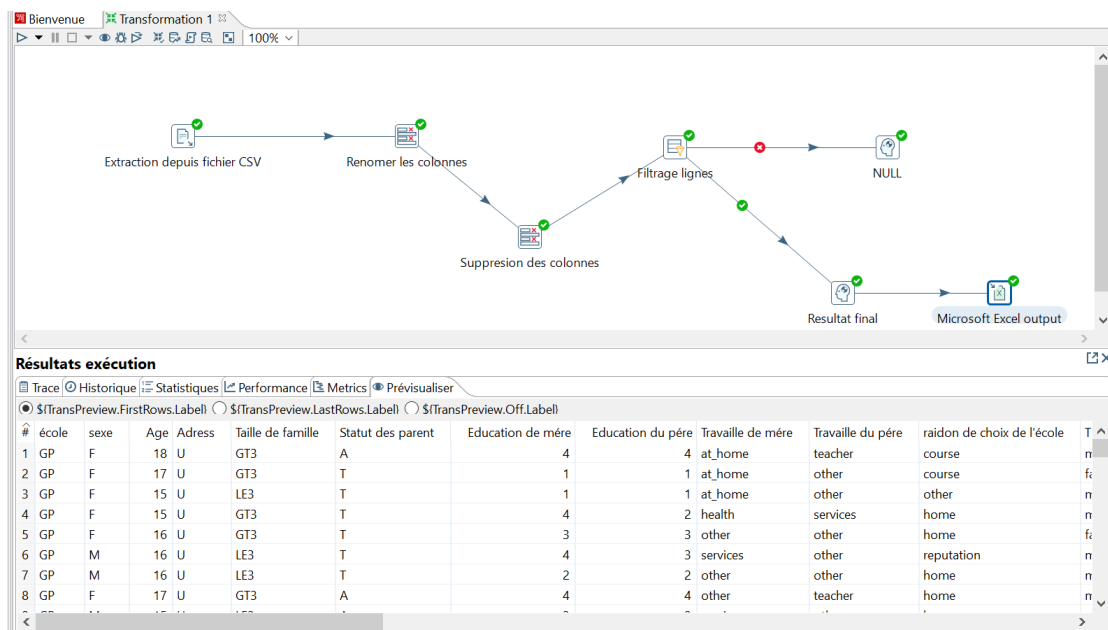 Bienvenue Transformation 1
100%
Extraction depuis fichier CSV
Renomer les colonnes
Filtrage lignes
NULL
Suppresion des colonnes
Resultat final
Microsoft Excel output
Résultats exécution
Trace Historique Statistiques Performance Metrics Prévisualiser
${TransPreview.FirstRows.Label} ${TransPreview.LastRows.Label} ${TransPreview.Off.Label}
# école sexe Age Adress Taille de famille Statut des parent Education de mére Education du pére Travaille de mére Travaille du pére raidon de choix de l'école T
1 GP F 18 U GT3 A 4 4 at_home teacher course
2 GP F 17 U GT3 T 1 1 at_home other course
3 GP F 15 U LE3 T 1 1 at_home other other
4 GP F 15 U GT3 T 4 2 health services home
5 GP F 16 U GT3 T 3 3 other other home
6 GP M 16 U LE3 T 4 3 services other reputation
7 GP M 16 U LE3 T 2 2 other other home
8 GP F 17 U GT3 A 4 4 other teacher home